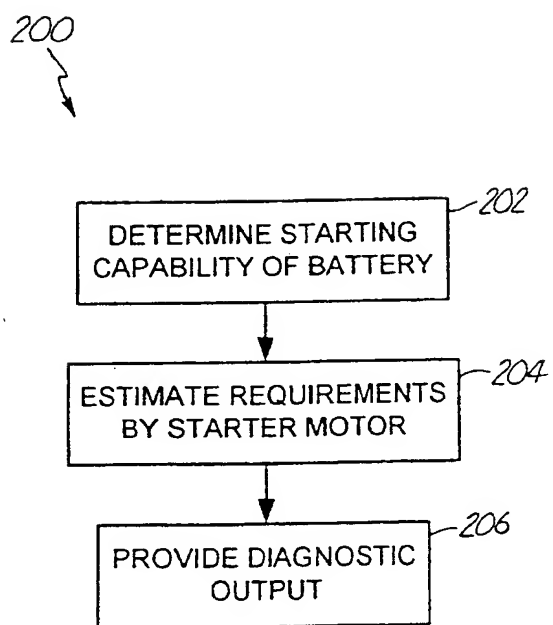 200
202
DETERMINE STARTING
CAPABILITY OF BATTERY
204
ESTIMATE REQUIREMENTS
BY STARTER MOTOR
206
PROVIDE DIAGNOSTIC
OUTPUT